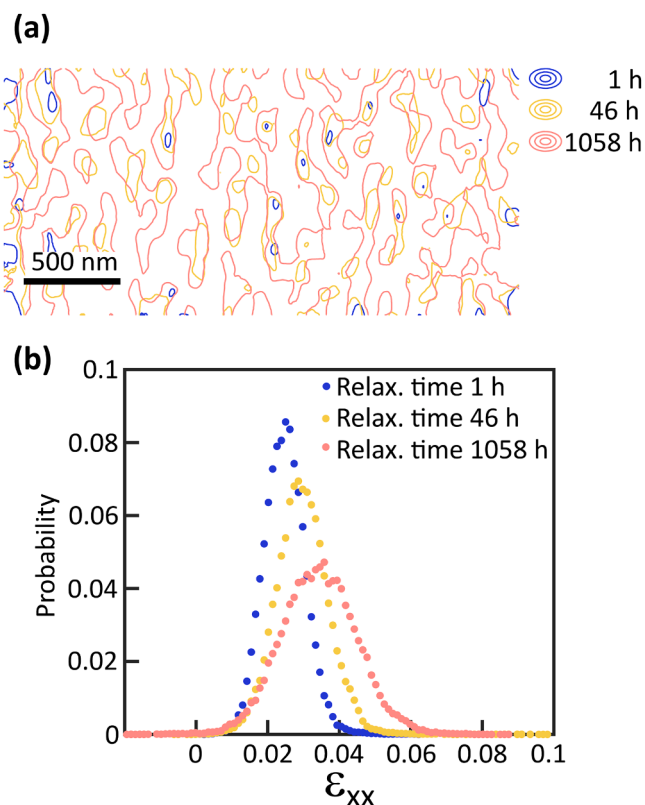 (a)
1 h
46 h
1058 h
500 nm
(b)
0.1
0.08
0.06
0.04
0.02
0
Probability
Relax. time 1 h
Relax. time 46 h
Relax. time 1058 h
0 0.02 0.04 0.06 0.08 0.1
εxx